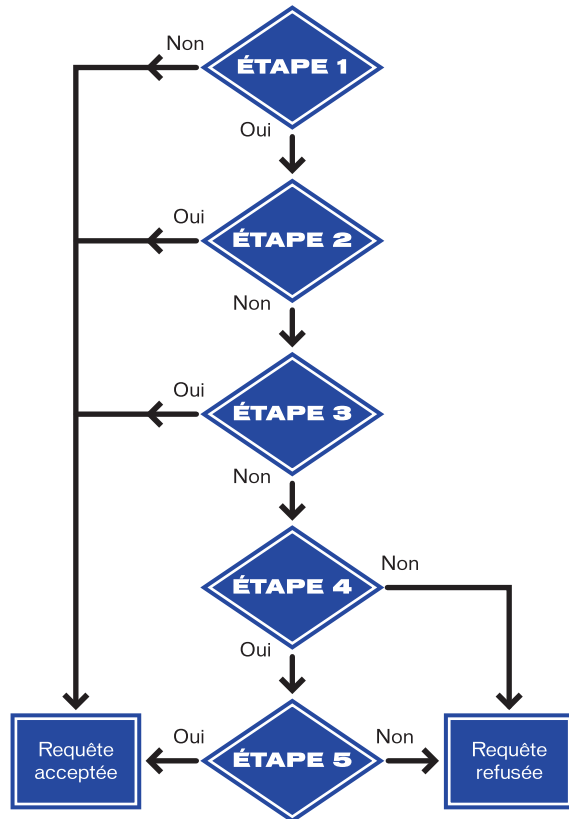 Non
ÉTAPE 1
Oui
Oui
ÉTAPE 2
Non
Oui
ÉTAPE 3
Non
Non
ÉTAPE 4
Oui
Oui
Non
Requête
acceptée
ÉTAPE 5
Requête
refusée